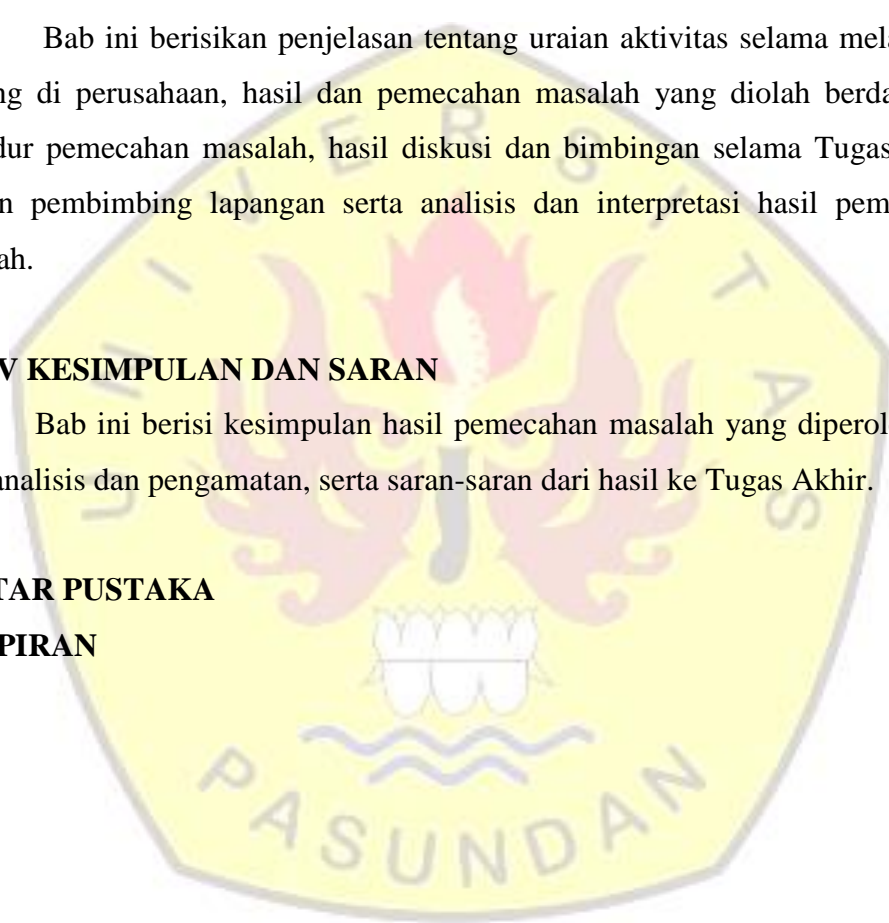 Bab ini berisikan penjelasan tentang uraian aktivitas selama mela
ng di perusahaan, hasil dan pemecahan masalah yang diolah berda
dur pemecahan masalah, hasil diskusi dan bimbingan selama Tugas
n pembimbing lapangan serta analisis dan interpretasi hasil pem
ah.
V KESIMPULAN DAN SARAN
Bab ini berisi kesimpulan hasil pemecahan masalah yang diperol
analisis dan pengamatan, serta saran-saran dari hasil ke Tugas Akhir.
TAR PUSTAKA
PIRAN
UNIVERSITAS
PASUNDAN